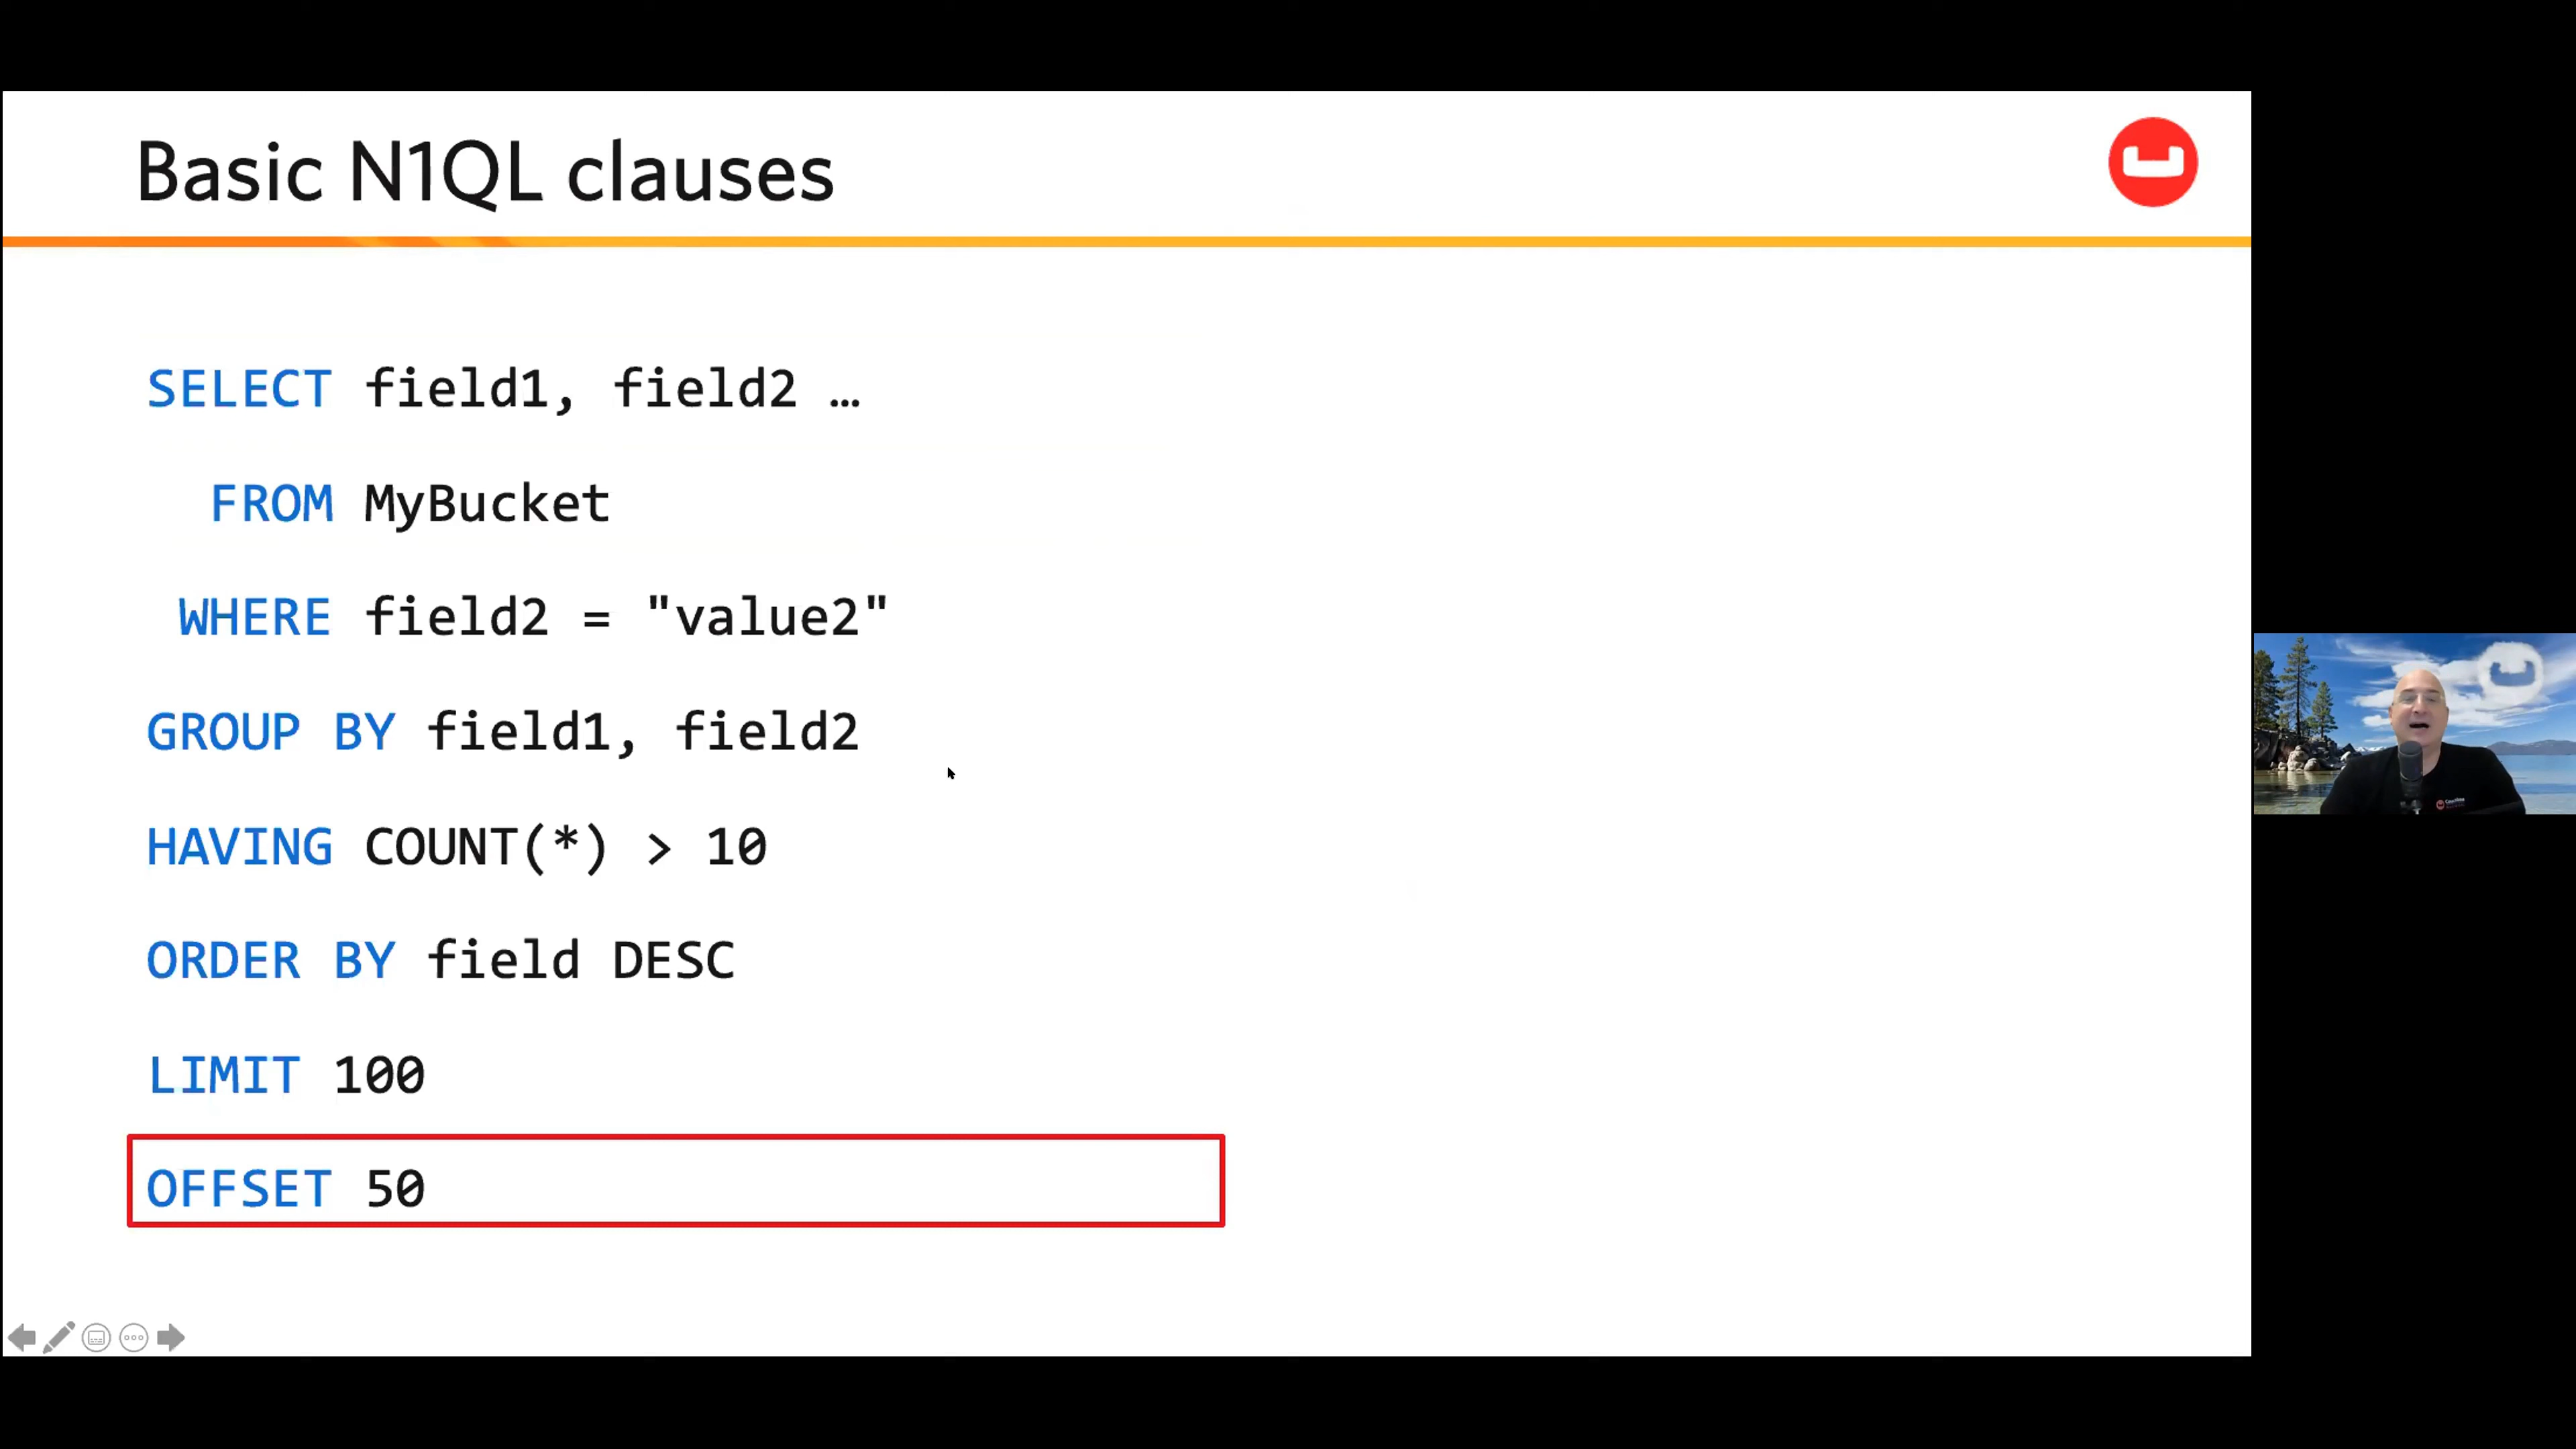 Basic N1QL clauses
SELECT field1, field2 …
FROM MyBucket
WHERE field2 = "value2"
GROUP BY field1, field2
HAVING COUNT(*) > 10
ORDER BY field DESC
LIMIT 100
OFFSET 50